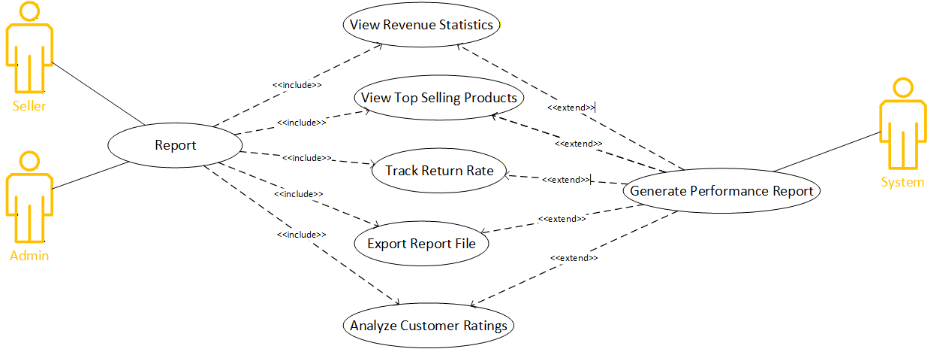 View Revenue Statistics
Seller
<<include>>
View Top Selling Products
<<extend>>
<<include>>
Report
<<extend>>
<<include>>
Track Return Rate
<<extend>>
System
Generate Performance Report
<<include>>
<<extend>>
Admin
<<include>>
Export Report File
<<extend>>
Analyze Customer Ratings